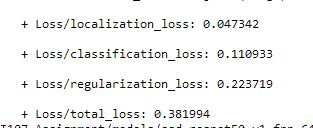 + Loss/localization_loss: 0.047342
+ Loss/classification_loss: 0.110933
+ Loss/regularization_loss: 0.223719
+ Loss/total_loss: 0.381994